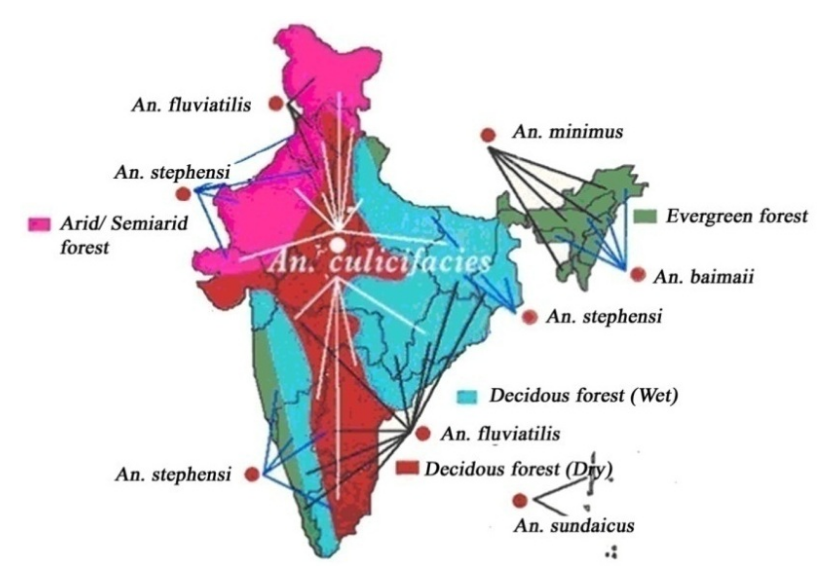 An. fluviatilis
An. minimus
An. stephensi
Arid/ Semiarid
forest
Evergreen forest
An. culicifacies
An. baimaii
An. stephensi
Decidous forest (Wet)
An. fluviatilis
Decidous forest (Dry)
An. stephensi
An. sundaicus